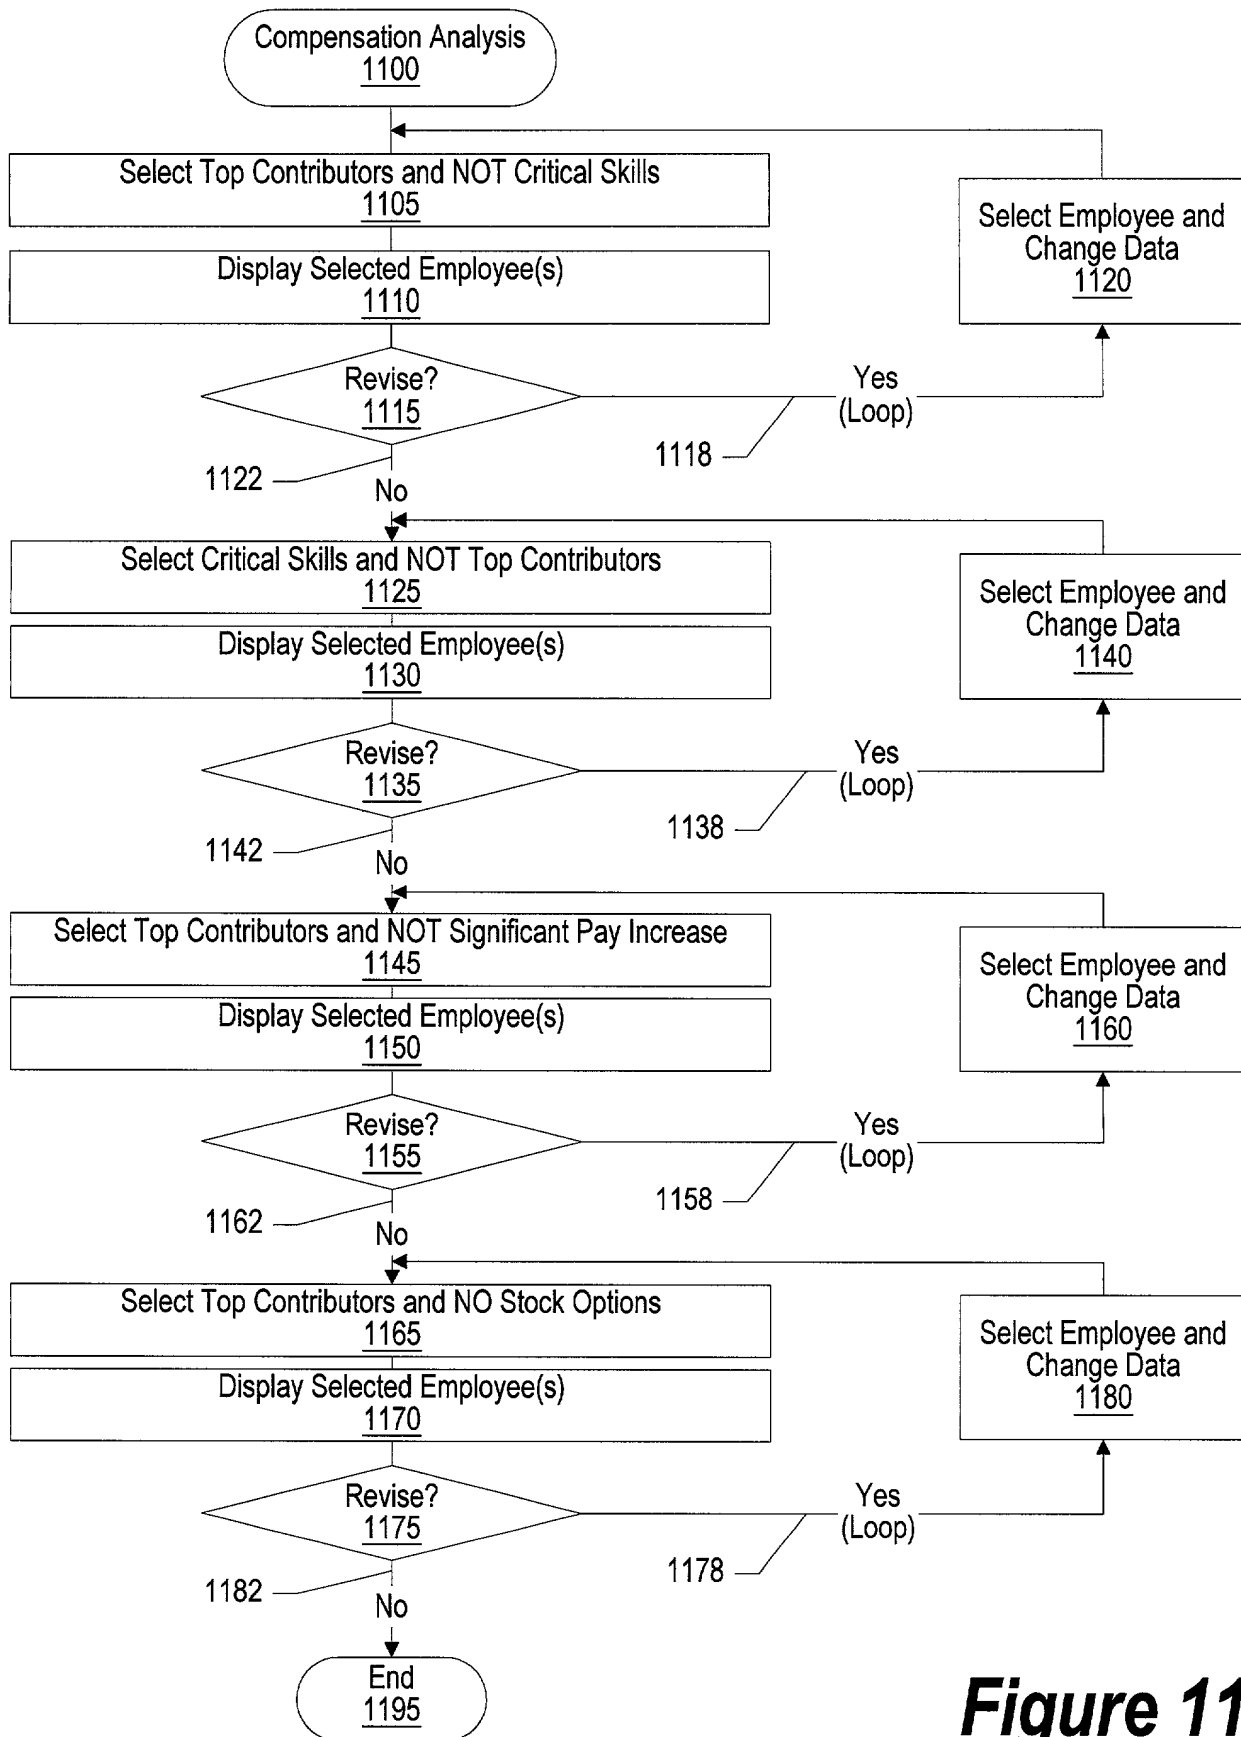 Compensation Analysis
1100
Select Top Contributors and NOT Critical Skills
1105
Select Employee and
Change Data
1120
Display Selected Employee(s)
1110
Revise?
1115
Yes
(Loop)
1118
1122
No
Select Critical Skills and NOT Top Contributors
1125
Select Employee and
Change Data
1140
Display Selected Employee(s)
1130
Revise?
1135
Yes
(Loop)
1138
1142
No
Select Top Contributors and NOT Significant Pay Increase
1145
Select Employee and
Change Data
1160
Display Selected Employee(s)
1150
Revise?
1155
Yes
(Loop)
1158
1162
No
Select Top Contributors and NO Stock Options
1165
Select Employee and
Change Data
1180
Display Selected Employee(s)
1170
Revise?
1175
Yes
(Loop)
1178
1182
No
End
1195
Figure 11